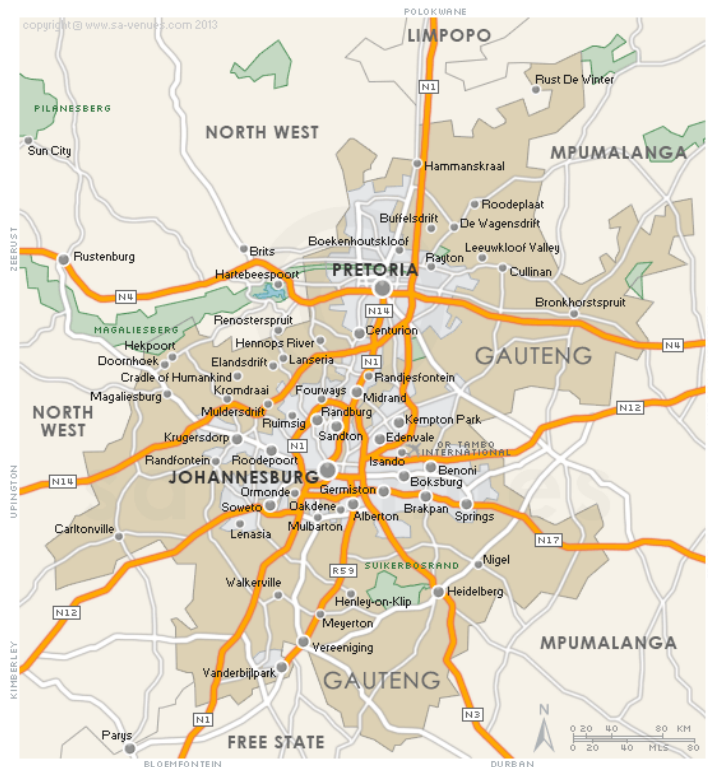 POLOKWANE
copyright © www.sa-venues.com 2013
LIMPOPO
Rust De Winter
N1
PILANESBERG
NORTH WEST
MPUMALANGA
Sun City
Hammanskraal
Roodeplaat
Buffelsdrift
De Wagensdrift
ZEERUST
Boekenhoutskloof
Leeuwkloof Valley
Brits
Rayton
Rustenburg
PRETORIA
Cullinan
Hartebeespoort
N4
Bronkhorstspruit
N14
Renosterspruit
MAGALIESBERG
Centurion
Hekpoort
Hennops River
N4
Doornhoek
Elandsdrift
Lanseria
N1
GAUTENG
Cradle of Humankind
Randjesfontein
Magaliesburg
Kromdraai
Fourways
Midrand
NORTH
WEST
Muldersdrift
Randburg
N12
Ruimsig
Kempton Park
Krugersdorp
Sandton
Edenvale
N1
OR TAMBO
INTERNATIONAL
Randfontein
Roodepoort
Isando
Benoni
JOHANNESBURG
Boksburg
N14
UPINGTON
Ormonde
Germiston
Soweto
Oakdene
Brakpan
Alberton
Springs
Mulbarton
Carltonville
Lenasia
N17
R59
SUIKERBOSRAND
Nigel
Walkerville
Heidelberg
Henley-on-Klip
N12
Meyerton
KIMBERLEY
Vereeniging
MPUMALANGA
Vanderbijlpark
GAUTENG
N1
N3
N
Parys
FREE STATE
0 20 40 80 KM
0 20 40 MLS 80
BLOEMFONTEIN
DURBAN